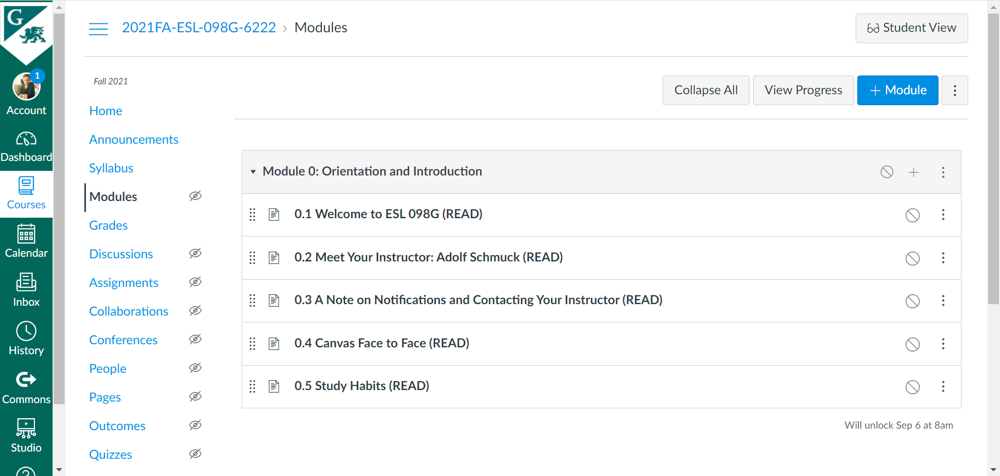 G
1
Account
Dashboard
Courses
Calendar
Inbox
History
Commons
Studio
2021FA-ESL-098G-6222 › Modules
Student View
Fall 2021
Home
Announcements
Syllabus
Modules
Grades
Discussions
Assignments
Collaborations
Conferences
People
Pages
Outcomes
Quizzes
Collapse All
View Progress
+ Module
Module 0: Orientation and Introduction
0.1 Welcome to ESL 098G (READ)
0.2 Meet Your Instructor: Adolf Schmuck (READ)
0.3 A Note on Notifications and Contacting Your Instructor (READ)
0.4 Canvas Face to Face (READ)
0.5 Study Habits (READ)
Will unlock Sep 6 at 8am